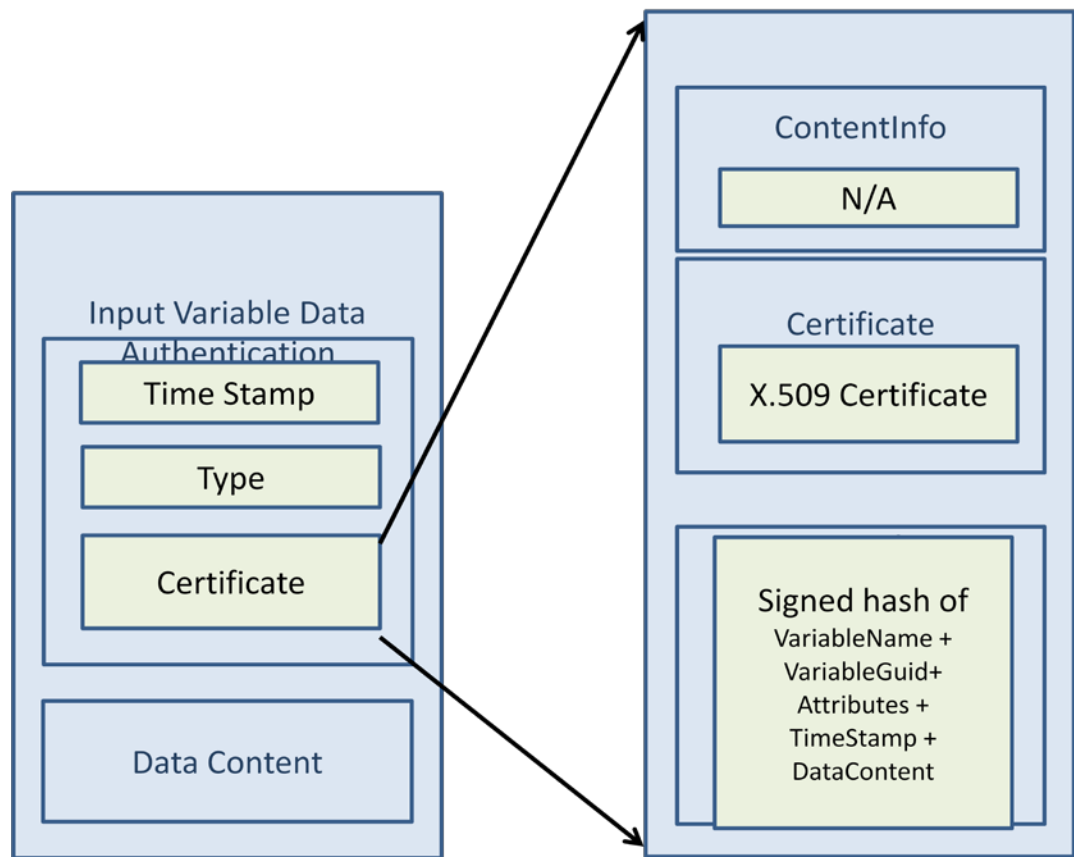 Input Variable Data
Authentication
Time Stamp
Type
Certificate
Data Content
ContentInfo
N/A
Certificate
X.509 Certificate
Signed hash of
VariableName +
VariableGuid+
Attributes +
TimeStamp +
DataContent